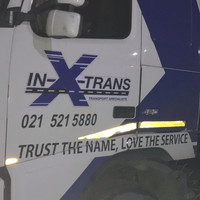 IN-X-TRANS
TRANSPORT SPECIALISTS
021 521 5880
TRUST THE NAME, LOVE THE SERVICE